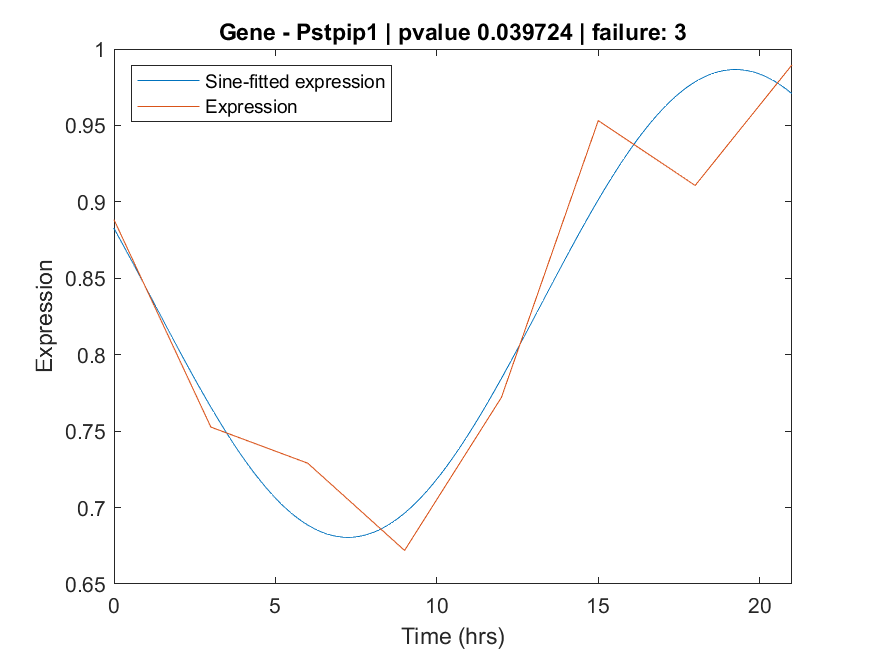 Gene - Pstpip1 | pvalue 0.039724 | failure: 3
Sine-fitted expression
Expression
1
0.95
0.9
0.85
0.8
0.75
0.7
0.65
Expression
0 5 10 15 20
Time (hrs)